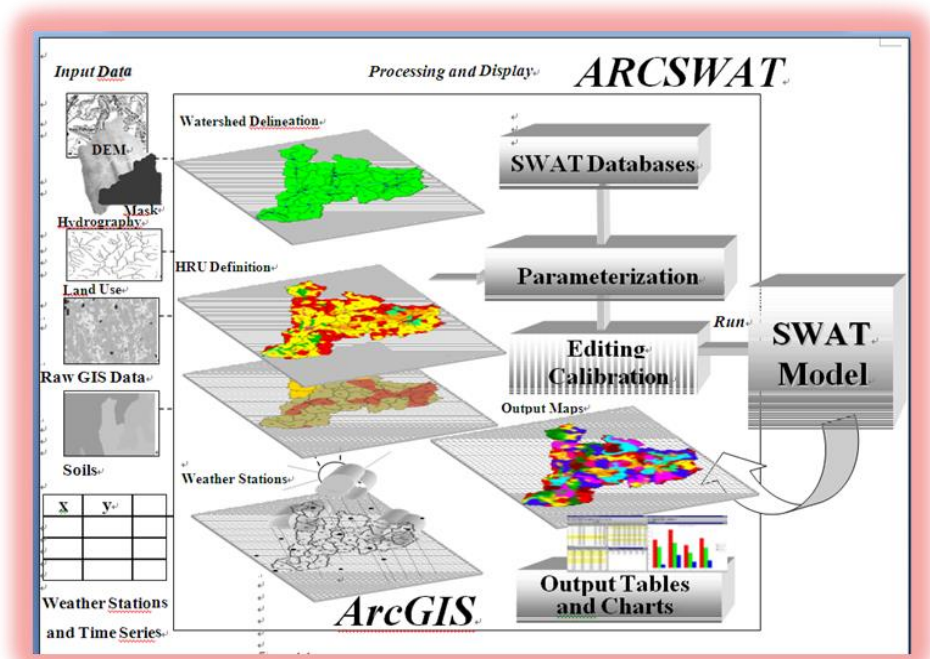 Input Data
Processing and Display
ARCSWAT
DEM
Mask
Hydrography
Land Use
Raw GIS Data
Soils
x y
Weather Stations
and Time Series
Watershed Delineation
HRU Definition
Weather Stations
ArcGIS
SWAT Databases
Parameterization
Editing
Calibration
Run
SWAT
Model
Output Maps
Output Tables
and Charts